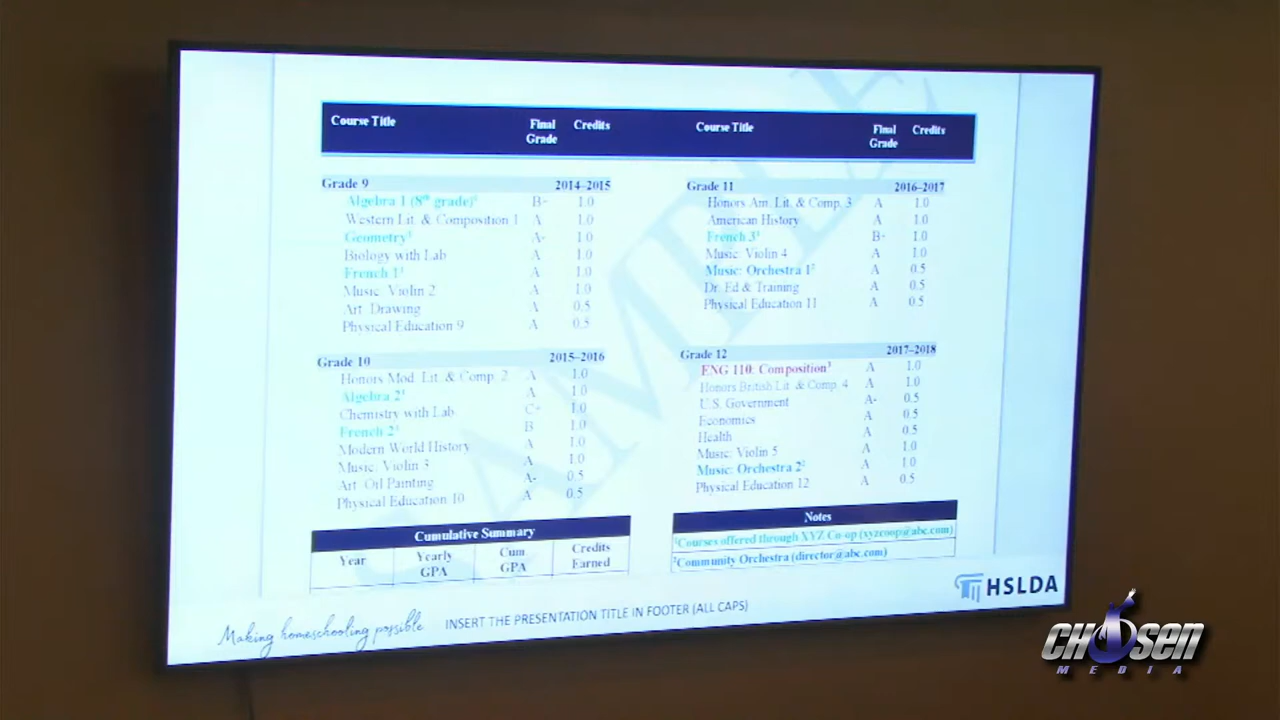 SAMPLE
Course Title Final Grade Credits
Course Title Final Grade Credits
Grade 9 2014–2015
Algebra 1 (8th grade)¹ B- 1.0
Western Lit. & Composition 1 A 1.0
Geometry¹ A- 1.0
Biology with Lab A 1.0
French 1¹ A 1.0
Music: Violin 2 A 1.0
Art: Drawing A 0.5
Physical Education 9 A 0.5
Grade 10 2015–2016
Honors Mod. Lit. & Comp. 2 A 1.0
Algebra 2¹ A 1.0
Chemistry with Lab C+ 1.0
French 2¹ B 1.0
Modern World History A 1.0
Music: Violin 3 A 1.0
Art: Oil Painting A- 0.5
Physical Education 10 A 0.5
Grade 11 2016–2017
Honors Am. Lit. & Comp. 3 A 1.0
American History A 1.0
French 3¹ B- 1.0
Music: Violin 4 A 1.0
Music: Orchestra 1² A 0.5
Dr. Ed & Training A 0.5
Physical Education 11 A 0.5
Grade 12 2017–2018
ENG 110: Composition³ A 1.0
Honors British Lit. & Comp. 4 A 1.0
U.S. Government A- 0.5
Economics A 0.5
Health A 0.5
Music: Violin 5 A 1.0
Music: Orchestra 2² A 1.0
Physical Education 12 A 0.5
Cumulative Summary
Year Yearly GPA Cum GPA Credits Earned
Notes
¹Courses offered through XYZ Co-op (xyzcoop@abc.com)
²Community Orchestra (director@abc.com)
HSLDA
Making homeschooling possible INSERT THE PRESENTATION TITLE IN FOOTER (ALL CAPS)
CHOSEN
MEDIA